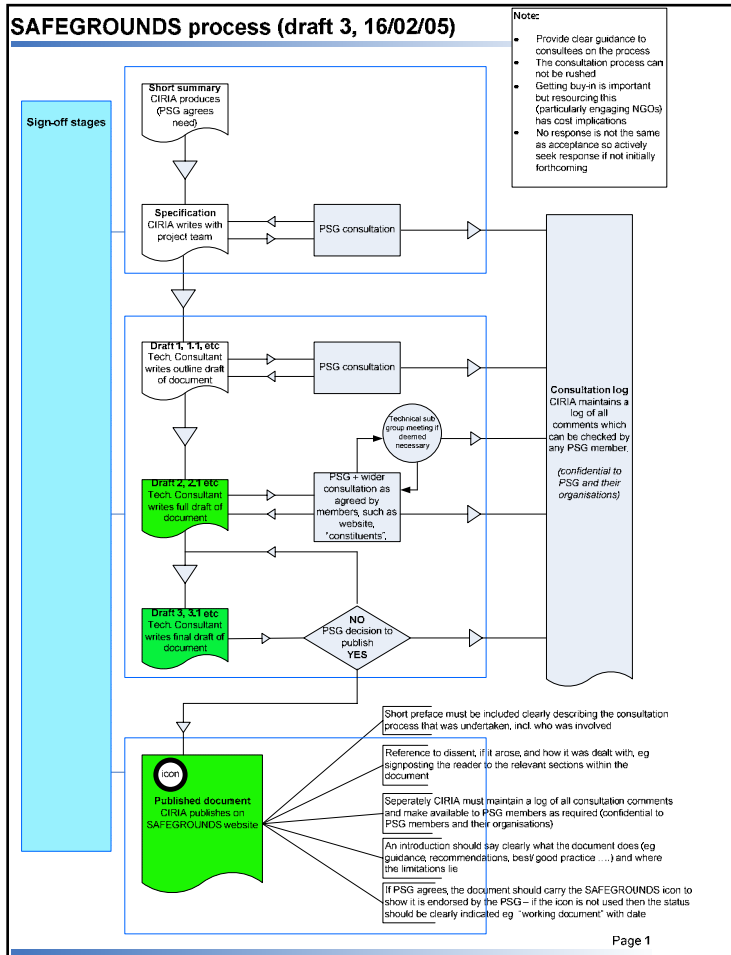 SAFEGROUNDS process (draft 3, 16/02/05)
Note:
• Provide clear guidance to
consultees on the process
• The consultation process can
not be rushed
• Getting buy-in is important
but resourcing this
(particularly engaging NGOs)
has cost implications
• No response is not the same
as acceptance so actively
seek response if not initially
forthcoming
Sign-off stages
Short summary
CIRIA produces
(PSG agrees
need)
Specification
CIRIA writes with
project team
PSG consultation
Draft 1, 1.1, etc
Tech. Consultant
writes outline draft
of document
PSG consultation
Technical sub
group meeting if
deemed
necessary
Draft 2, 2.1 etc
Tech. Consultant
writes full draft of
document
PSG + wider
consultation as
agreed by
members, such as
website,
"constituents".
Draft 3, 3.1 etc
Tech. Consultant
writes final draft of
document
NO
PSG decision to
publish
YES
Consultation log
CIRIA maintains a
log of all
comments which
can be checked by
any PSG member.
(confidential to
PSG and their
organisations)
icon
Published document
CIRIA publishes on
SAFEGROUNDS website
Short preface must be included clearly describing the consultation
process that was undertaken, incl. who was involved
Reference to dissent, if it arose, and how it was dealt with, eg
signposting the reader to the relevant sections within the
document
Seperately CIRIA must maintain a log of all consultation comments
and make available to PSG members as required (confidential to
PSG members and their organisations)
An introduction should say clearly what the document does (eg
guidance, recommendations, best/ good practice ....) and where
the limitations lie
If PSG agrees, the document should carry the SAFEGROUNDS icon to
show it is endorsed by the PSG – if the icon is not used then the status
should be clearly indicated eg "working document" with date
Page 1